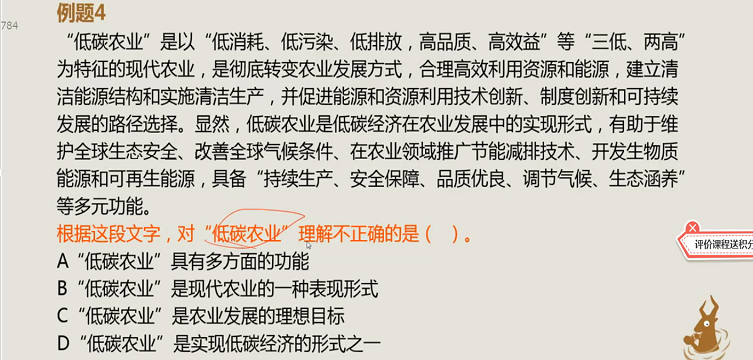 例题4
784
“低碳农业”是以“低消耗、低污染、低排放，高品质、高效益”等“三低、两高”
为特征的现代农业，是彻底转变农业发展方式，合理高效利用资源和能源，建立清
洁能源结构和实施清洁生产，并促进能源和资源利用技术创新、制度创新和可持续
发展的路径选择。显然，低碳农业是低碳经济在农业发展中的实现形式，有助于维
护全球生态安全、改善全球气候条件、在农业领域推广节能减排技术、开发生物质
能源和可再生能源，具备“持续生产、安全保障、品质优良、调节气候、生态涵养”
等多元功能。
根据这段文字，对“低碳农业”理解不正确的是（ ）。
评价课程送积分
A“低碳农业”具有多方面的功能
B“低碳农业”是现代农业的一种表现形式
C“低碳农业”是农业发展的理想目标
D“低碳农业”是实现低碳经济的形式之一